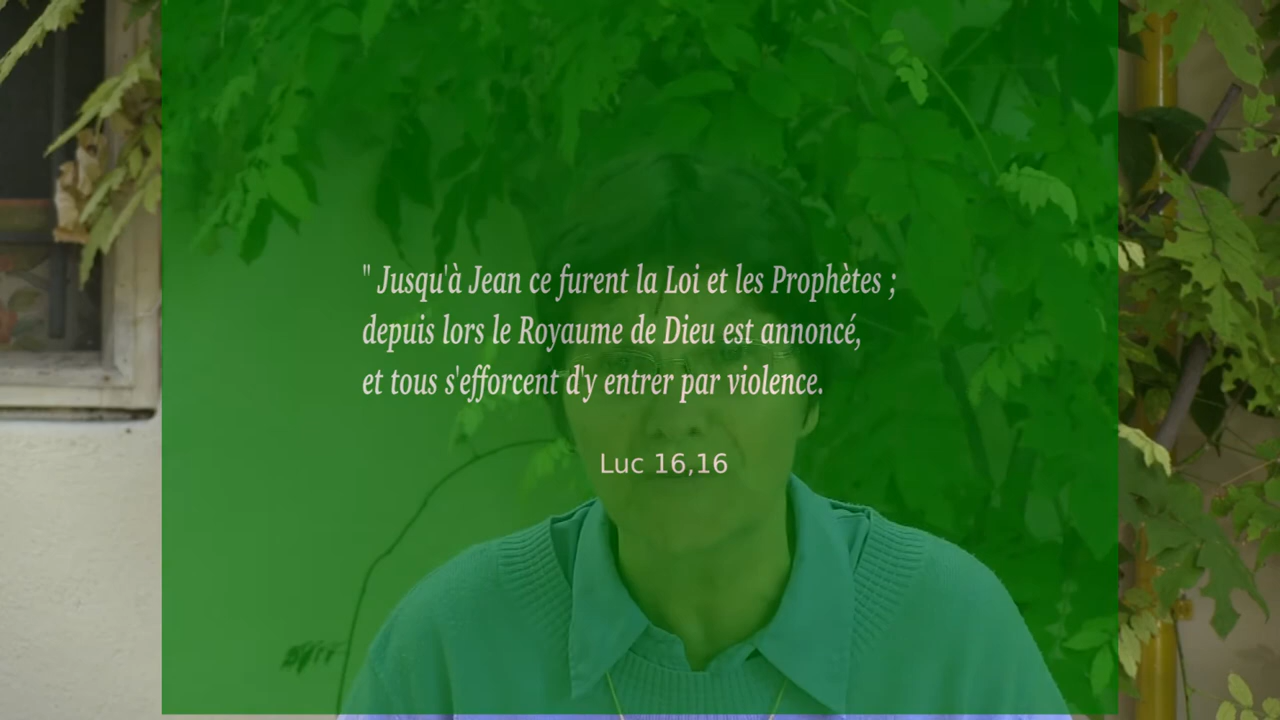 " Jusqu'à Jean ce furent la Loi et les Prophètes ;
depuis lors le Royaume de Dieu est annoncé,
et tous s'efforcent d'y entrer par violence.
Luc 16,16